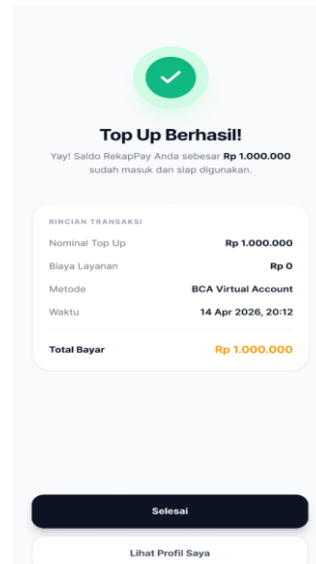 Top Up Berhasil!
Yay! Saldo RekapPay Anda sebesar Rp 1.000.000
sudah masuk dan siap digunakan.
RINCIAN TRANSAKSI
Nominal Top Up Rp 1.000.000
Biaya Layanan Rp 0
Metode BCA Virtual Account
Waktu 14 Apr 2026, 20:12
Total Bayar Rp 1.000.000
Selesai
Lihat Profil Saya